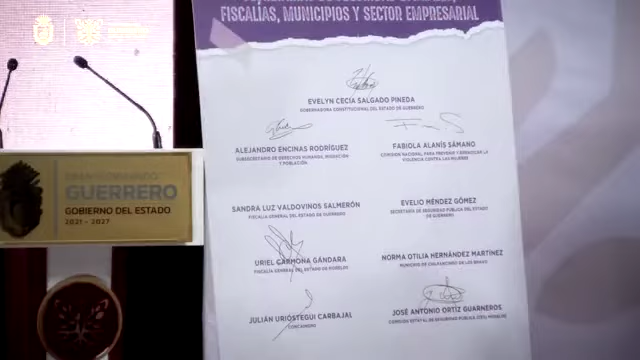 FISCALÍAS, MUNICIPIOS Y SECTOR EMPRESARIAL
EVELYN CECIA SALGADO PINEDA
GOBERNADORA CONSTITUCIONAL DEL ESTADO DE GUERRERO
ALEJANDRO ENCINAS RODRÍGUEZ
SUBSECRETARIO DE DERECHOS HUMANOS, MIGRACIÓN
Y POBLACIÓN.
FABIOLA ALANÍS SÁMANO
COMISIÓN NACIONAL PARA PREVENIR Y ERRADICAR LA
VIOLENCIA CONTRA LAS MUJERES
SANDRA LUZ VALDOVINOS SALMERÓN
FISCALÍA GENERAL DEL ESTADO DE GUERRERO
EVELIO MÉNDEZ GÓMEZ
SECRETARÍA DE SEGURIDAD PÚBLICA DEL ESTADO
DE GUERRERO
URIEL CARMONA GÁNDARA
FISCALÍA GENERAL DEL ESTADO DE MORELOS
NORMA OTILIA HERNÁNDEZ MARTÍNEZ
MUNICIPIO DE CHILPANCINGO DE LOS BRAVO
JULIÁN URIÓSTEGUI CARBAJAL
JOSÉ ANTONIO ORTIZ GUARNEROS
COMISIÓN ESTATAL DE SEGURIDAD PÚBLICA
GUERRERO
GOBIERNO DEL ESTADO
2021 - 2027